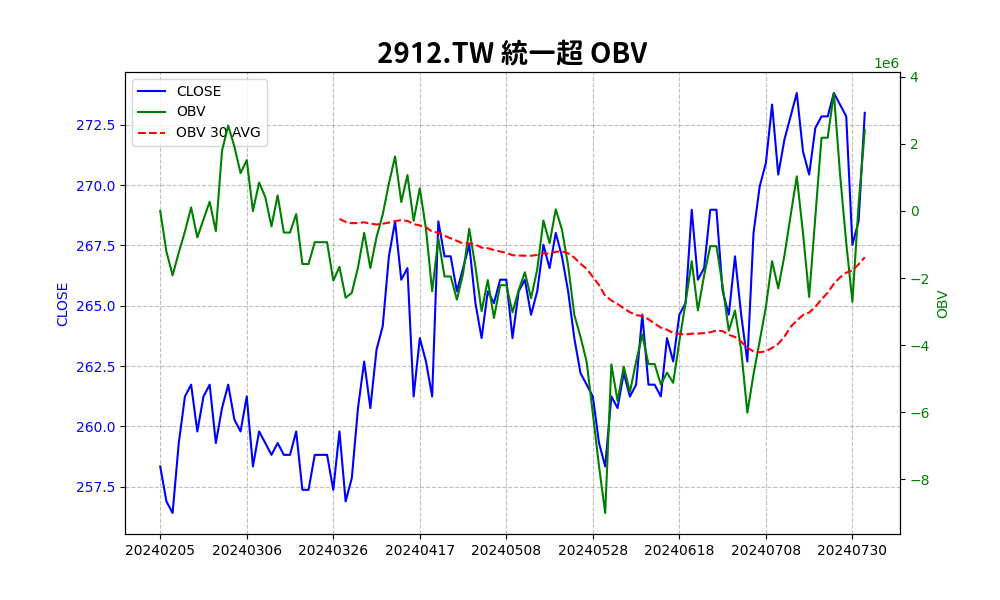 2912.TW 統一超 OBV
1e6
CLOSE
OBV
OBV 30 AVG
CLOSE
272.5
270.0
267.5
265.0
262.5
260.0
257.5
4
2
0
−2
−4
−6
−8
OBV
20240205 20240306 20240326 20240417 20240508 20240528 20240618 20240708 20240730